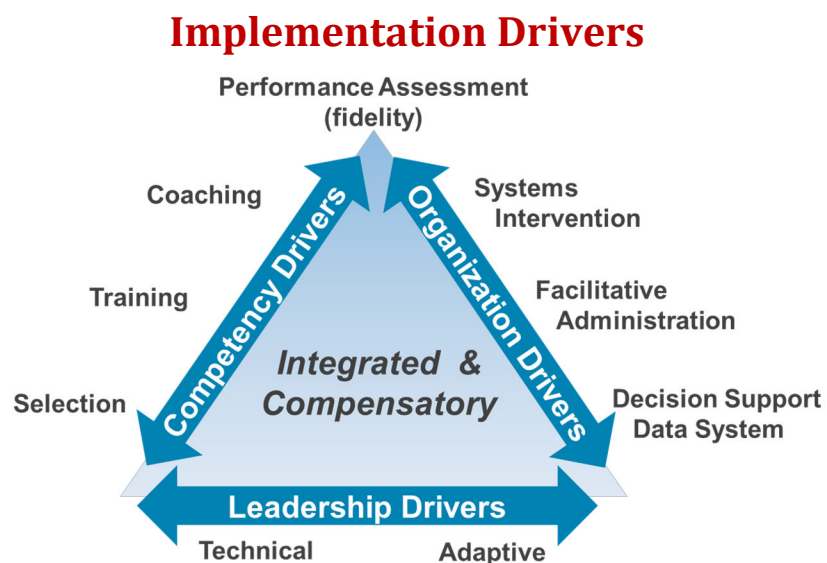 Implementation Drivers
Performance Assessment
(fidelity)
Coaching
Training
Selection
Competency Drivers
Systems
Intervention
Facilitative
Administration
Decision Support
Data System
Organization Drivers
Integrated &
Compensatory
Leadership Drivers
Technical
Adaptive